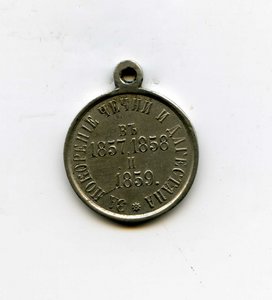 ЗА ПОКОРЕНІЕ ЧЕЧНИ И ДАГЕСТАНА
ВЪ
1857. 1858
И
1859.